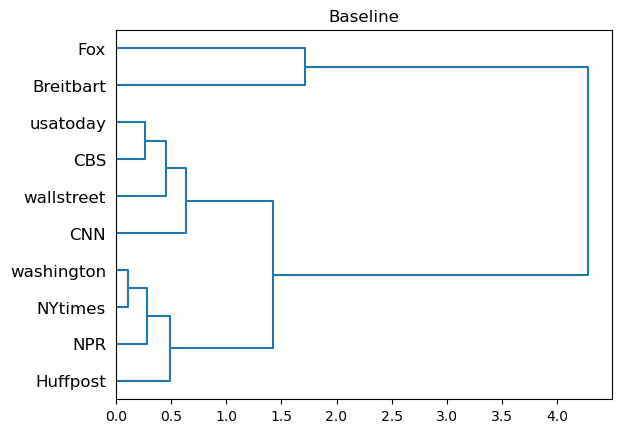 Baseline
Fox
Breitbart
usatoday
CBS
wallstreet
CNN
washington
NYtimes
NPR
Huffpost
0.0 0.5 1.0 1.5 2.0 2.5 3.0 3.5 4.0